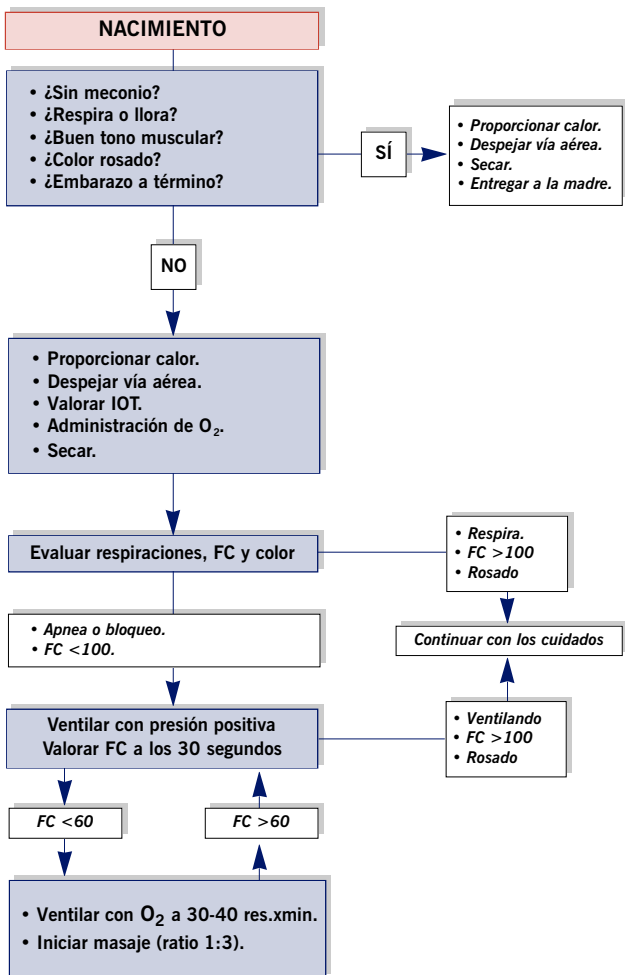 NACIMIENTO
• ¿Sin meconio?
• ¿Respira o llora?
• ¿Buen tono muscular?
• ¿Color rosado?
• ¿Embarazo a término?
SÍ
• Proporcionar calor.
• Despejar vía aérea.
• Secar.
• Entregar a la madre.
NO
• Proporcionar calor.
• Despejar vía aérea.
• Valorar IOT.
• Administración de O₂.
• Secar.
Evaluar respiraciones, FC y color
• Respira.
• FC >100
• Rosado
• Apnea o bloqueo.
• FC <100.
Continuar con los cuidados
Ventilar con presión positiva
Valorar FC a los 30 segundos
• Ventilando
• FC >100
• Rosado
FC <60
FC >60
• Ventilar con O₂ a 30-40 res.xmin.
• Iniciar masaje (ratio 1:3).